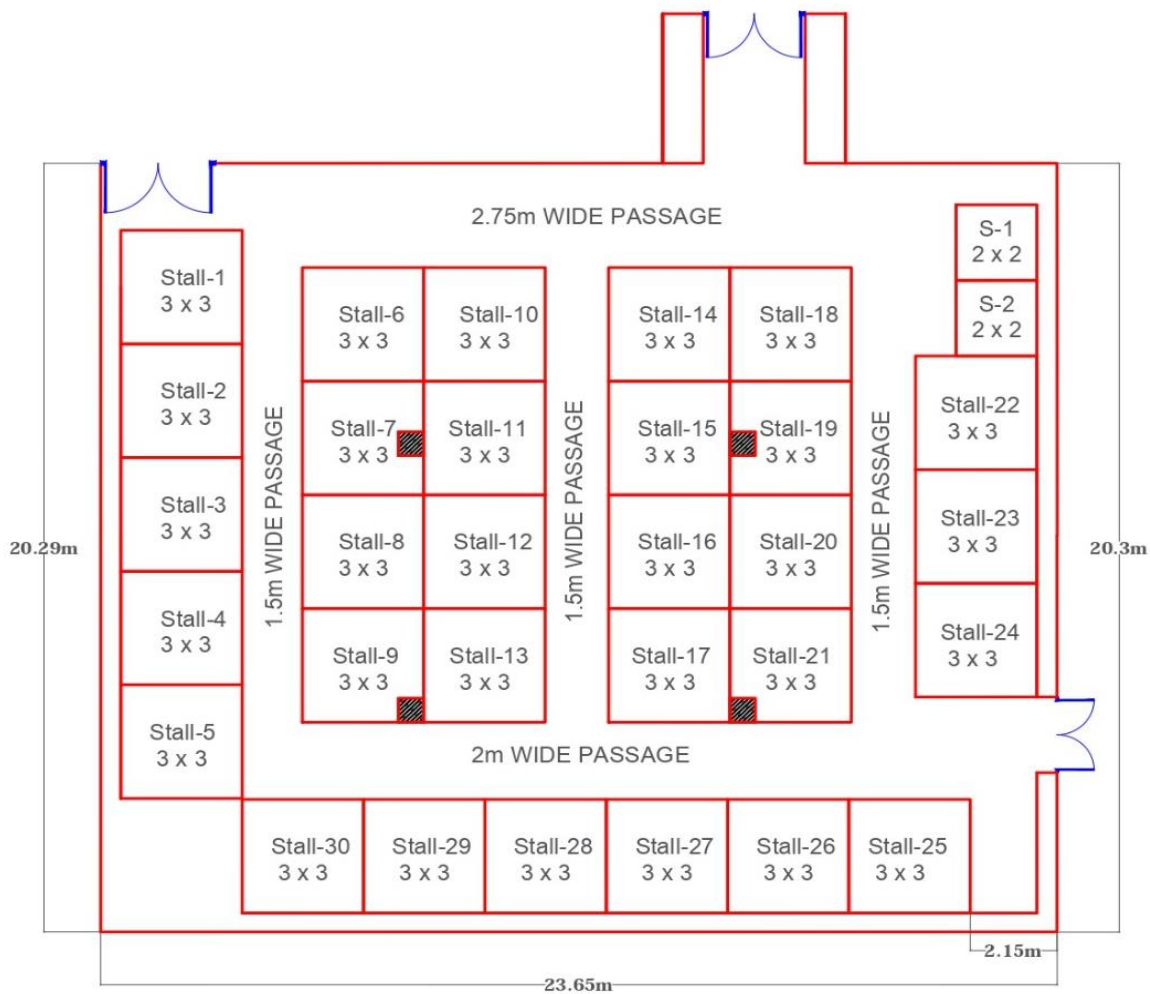 2.75m WIDE PASSAGE
S-1
2 x 2
Stall-1
3 x 3
Stall-6
3 x 3
Stall-10
3 x 3
Stall-14
3 x 3
Stall-18
3 x 3
S-2
2 x 2
Stall-2
3 x 3
Stall-7
3 x 3
Stall-11
3 x 3
Stall-15
3 x 3
Stall-19
3 x 3
Stall-22
3 x 3
1.5m WIDE PASSAGE
1.5m WIDE PASSAGE
1.5m WIDE PASSAGE
Stall-3
3 x 3
Stall-8
3 x 3
Stall-12
3 x 3
Stall-16
3 x 3
Stall-20
3 x 3
Stall-23
3 x 3
20.29m
20.3m
Stall-4
3 x 3
Stall-9
3 x 3
Stall-13
3 x 3
Stall-17
3 x 3
Stall-21
3 x 3
Stall-24
3 x 3
Stall-5
3 x 3
2m WIDE PASSAGE
Stall-30
3 x 3
Stall-29
3 x 3
Stall-28
3 x 3
Stall-27
3 x 3
Stall-26
3 x 3
Stall-25
3 x 3
2.15m
23.65m